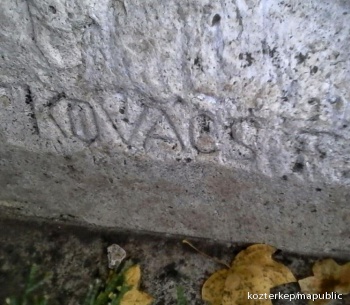 KOVÁCS F
kozterkep/mapublic